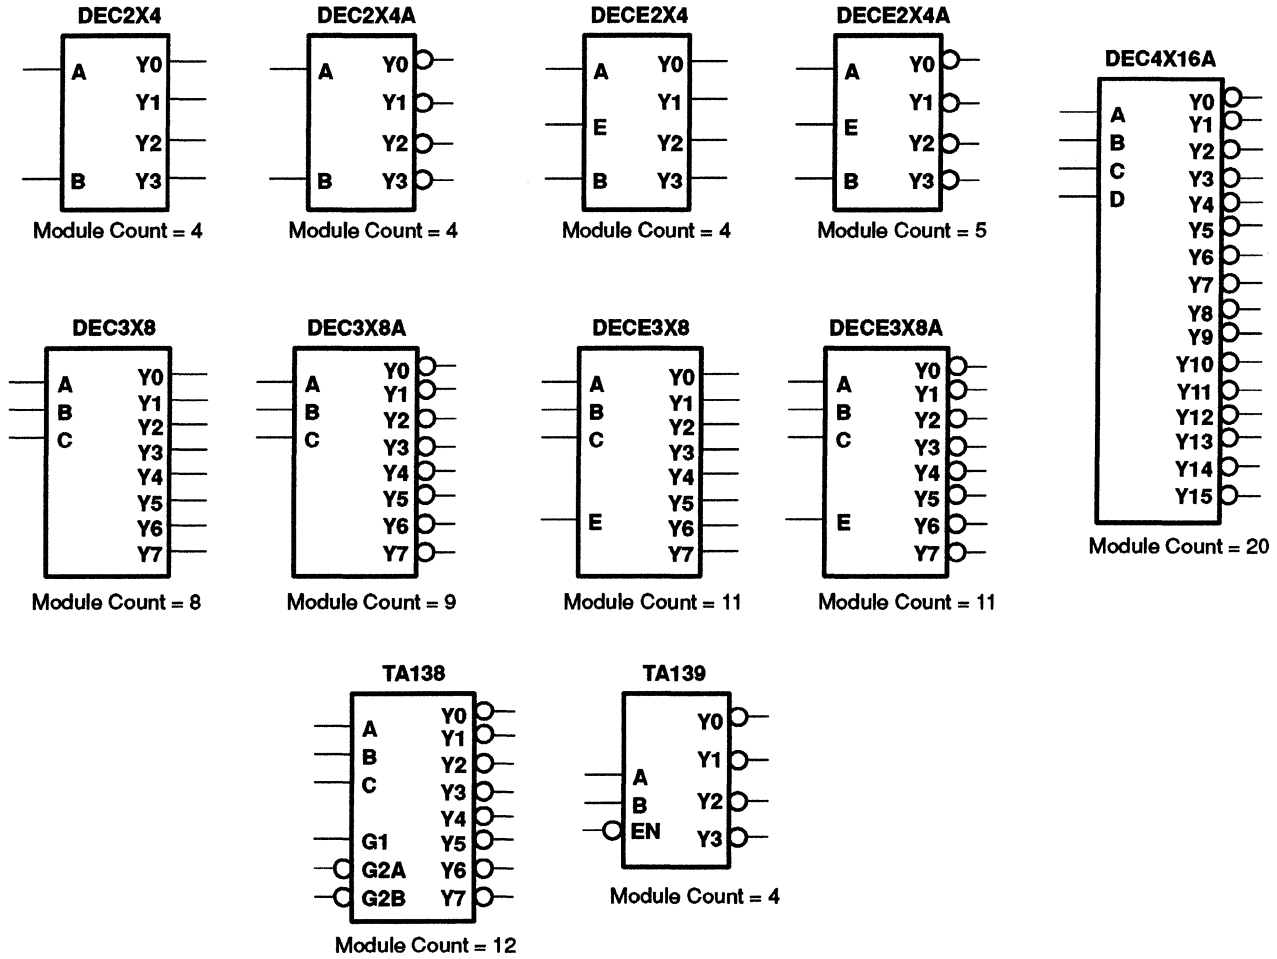 DEC2X4
A
B
Y0
Y1
Y2
Y3
Module Count = 4
DEC2X4A
A
B
Y0
Y1
Y2
Y3
Module Count = 4
DECE2X4
A
E
B
Y0
Y1
Y2
Y3
Module Count = 4
DECE2X4A
A
E
B
Y0
Y1
Y2
Y3
Module Count = 5
DEC4X16A
A
B
C
D
Y0
Y1
Y2
Y3
Y4
Y5
Y6
Y7
Y8
Y9
Y10
Y11
Y12
Y13
Y14
Y15
Module Count = 20
DEC3X8
A
B
C
Y0
Y1
Y2
Y3
Y4
Y5
Y6
Y7
Module Count = 8
DEC3X8A
A
B
C
Y0
Y1
Y2
Y3
Y4
Y5
Y6
Y7
Module Count = 9
DECE3X8
A
B
C
E
Y0
Y1
Y2
Y3
Y4
Y5
Y6
Y7
Module Count = 11
DECE3X8A
A
B
C
E
Y0
Y1
Y2
Y3
Y4
Y5
Y6
Y7
Module Count = 11
TA138
A
B
C
G1
G2A
G2B
Y0
Y1
Y2
Y3
Y4
Y5
Y6
Y7
Module Count = 12
TA139
A
B
EN
Y0
Y1
Y2
Y3
Module Count = 4